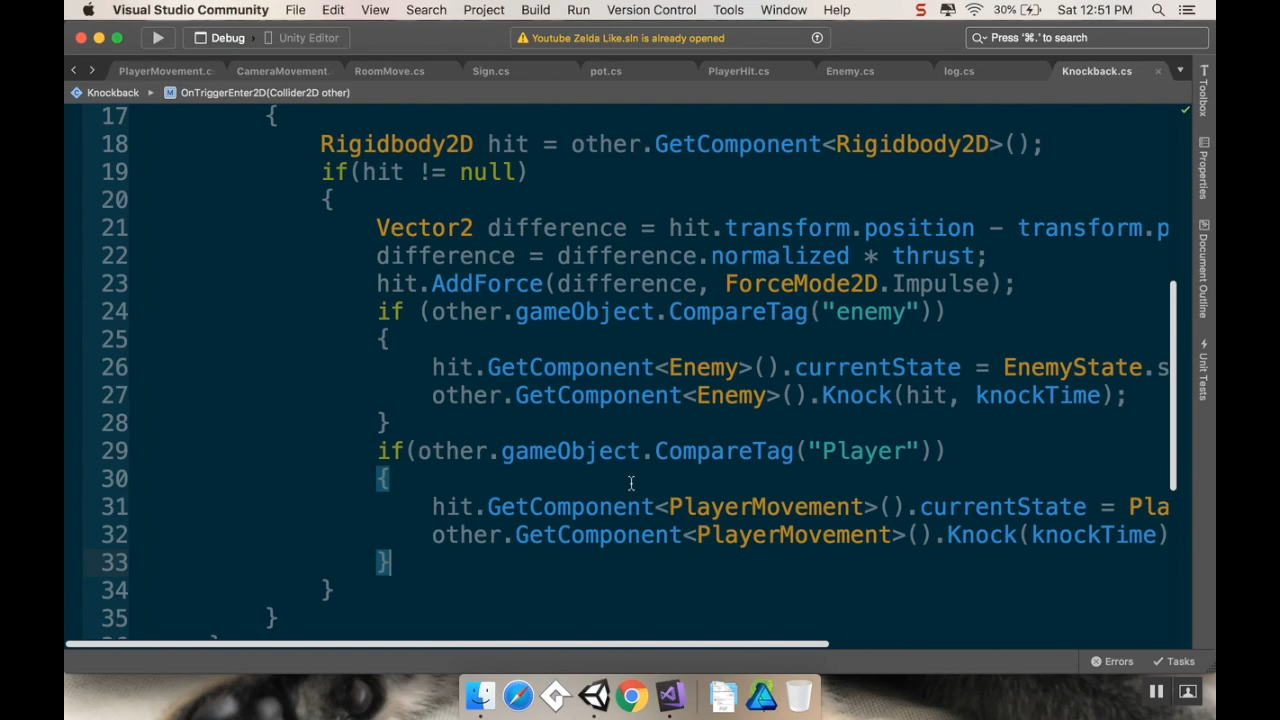 Visual Studio Community File Edit View Search Project Build Run Version Control Tools Window Help S 30% Sat 12:51 PM
Debug Unity Editor Youtube Zelda Like.sln is already opened Press '⌘.' to search
PlayerMovement.c CameraMovement. RoomMove.cs Sign.cs pot.cs PlayerHit.cs Enemy.cs log.cs Knockback.cs
Knockback M OnTriggerEnter2D(Collider2D other)
17 {
18 Rigidbody2D hit = other.GetComponent<Rigidbody2D>();
19 if(hit != null)
20 {
21 Vector2 difference = hit.transform.position - transform.p
22 difference = difference.normalized * thrust;
23 hit.AddForce(difference, ForceMode2D.Impulse);
24 if (other.gameObject.CompareTag("enemy"))
25 {
26 hit.GetComponent<Enemy>().currentState = EnemyState.s
27 other.GetComponent<Enemy>().Knock(hit, knockTime);
28 }
29 if(other.gameObject.CompareTag("Player"))
30 {
31 hit.GetComponent<PlayerMovement>().currentState = Pla
32 other.GetComponent<PlayerMovement>().Knock(knockTime)
33 }
34 }
35 }
Errors Tasks
Toolbox
Properties
Document Outline
Unit Tests